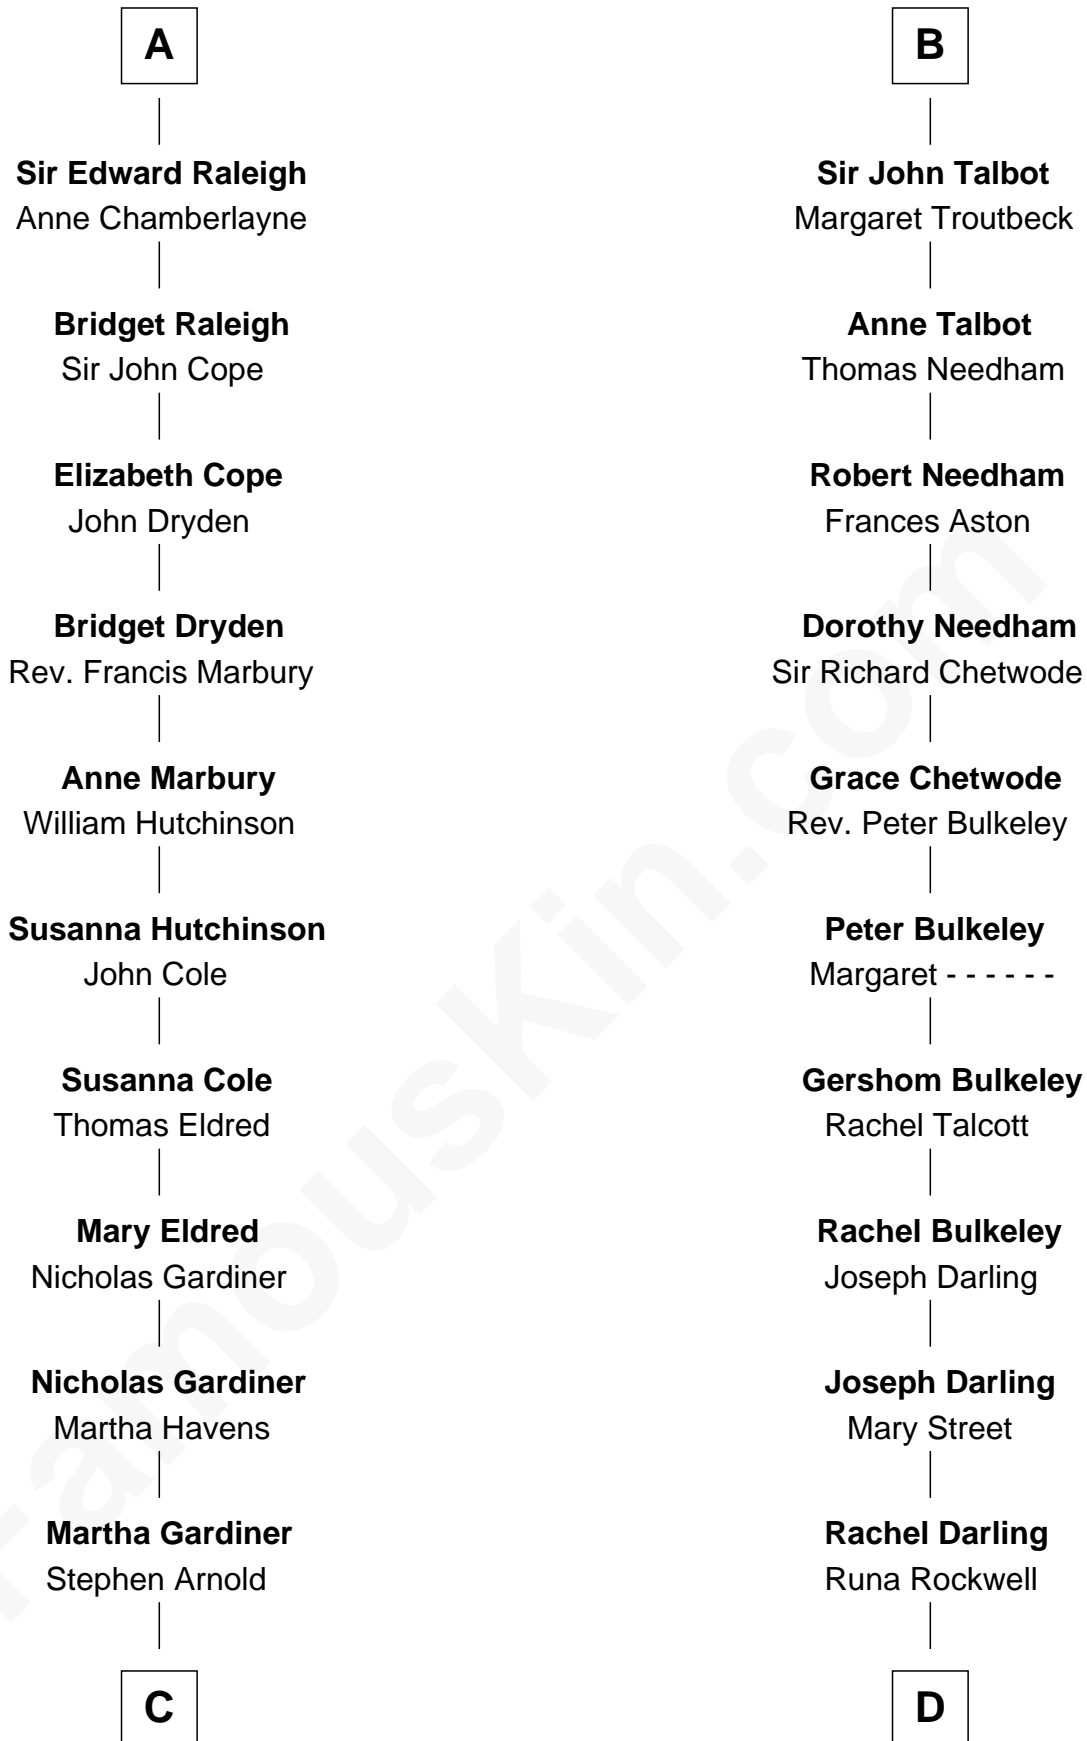 A
Sir Edward Raleigh
Anne Chamberlayne
Bridget Raleigh
Sir John Cope
Elizabeth Cope
John Dryden
Bridget Dryden
Rev. Francis Marbury
Anne Marbury
William Hutchinson
Susanna Hutchinson
John Cole
Susanna Cole
Thomas Eldred
Mary Eldred
Nicholas Gardiner
Nicholas Gardiner
Martha Havens
Martha Gardiner
Stephen Arnold
C
B
Sir John Talbot
Margaret Troutbeck
Anne Talbot
Thomas Needham
Robert Needham
Frances Aston
Dorothy Needham
Sir Richard Chetwode
Grace Chetwode
Rev. Peter Bulkeley
Peter Bulkeley
Margaret - - - - - -
Gershom Bulkeley
Rachel Talcott
Rachel Bulkeley
Joseph Darling
Joseph Darling
Mary Street
Rachel Darling
Runa Rockwell
D
FamousKin.com